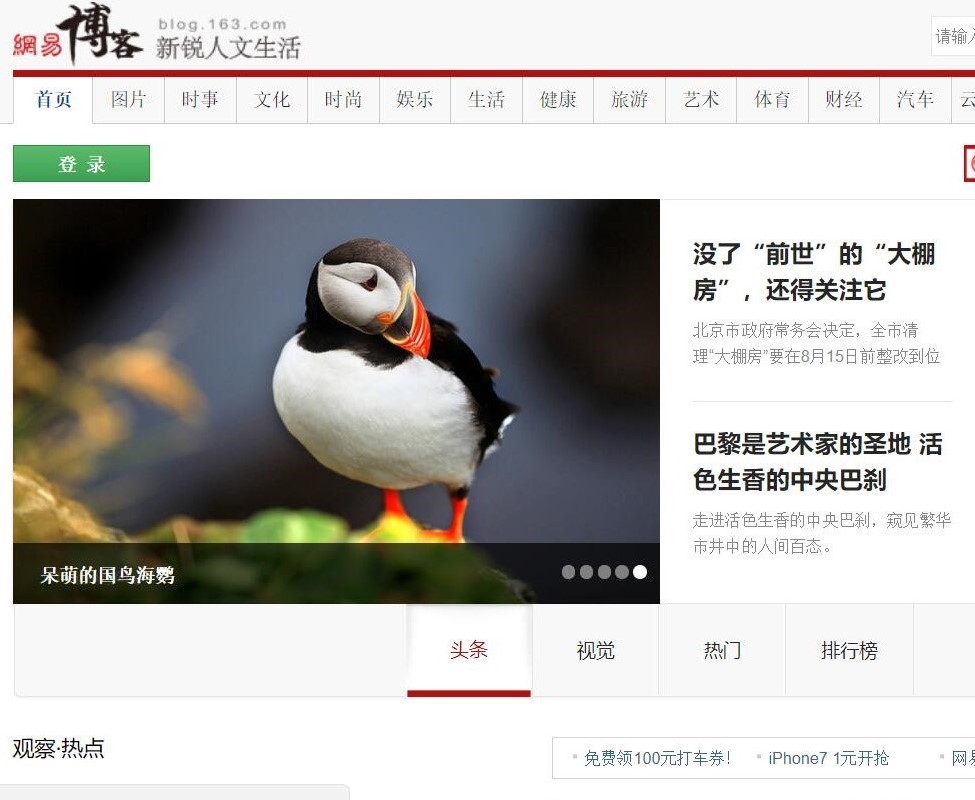 網易博客
blog.163.com
新锐人文生活
请输
首页 图片 时事 文化 时尚 娱乐 生活 健康 旅游 艺术 体育 财经 汽车 云
登 录
没了“前世”的“大棚
房”，还得关注它
北京市政府常务会决定，全市清
理“大棚房”要在8月15日前整改到位
巴黎是艺术家的圣地 活
色生香的中央巴刹
走进活色生香的中央巴刹，窥见繁华
市井中的人间百态。
呆萌的国鸟海鹦
头条 视觉 热门 排行榜
观察·热点
免费领100元打车券! iPhone7 1元开抢 网易